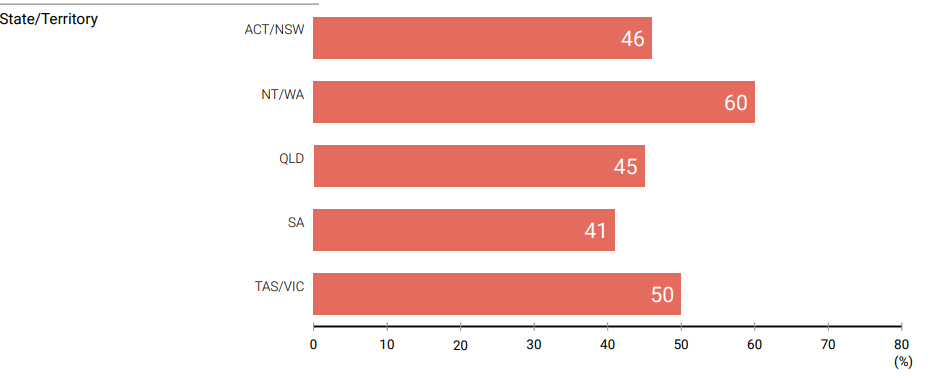 State/Territory
ACT/NSW 46
NT/WA 60
QLD 45
SA 41
TAS/VIC 50
0 10 20 30 40 50 60 70 80
(%)